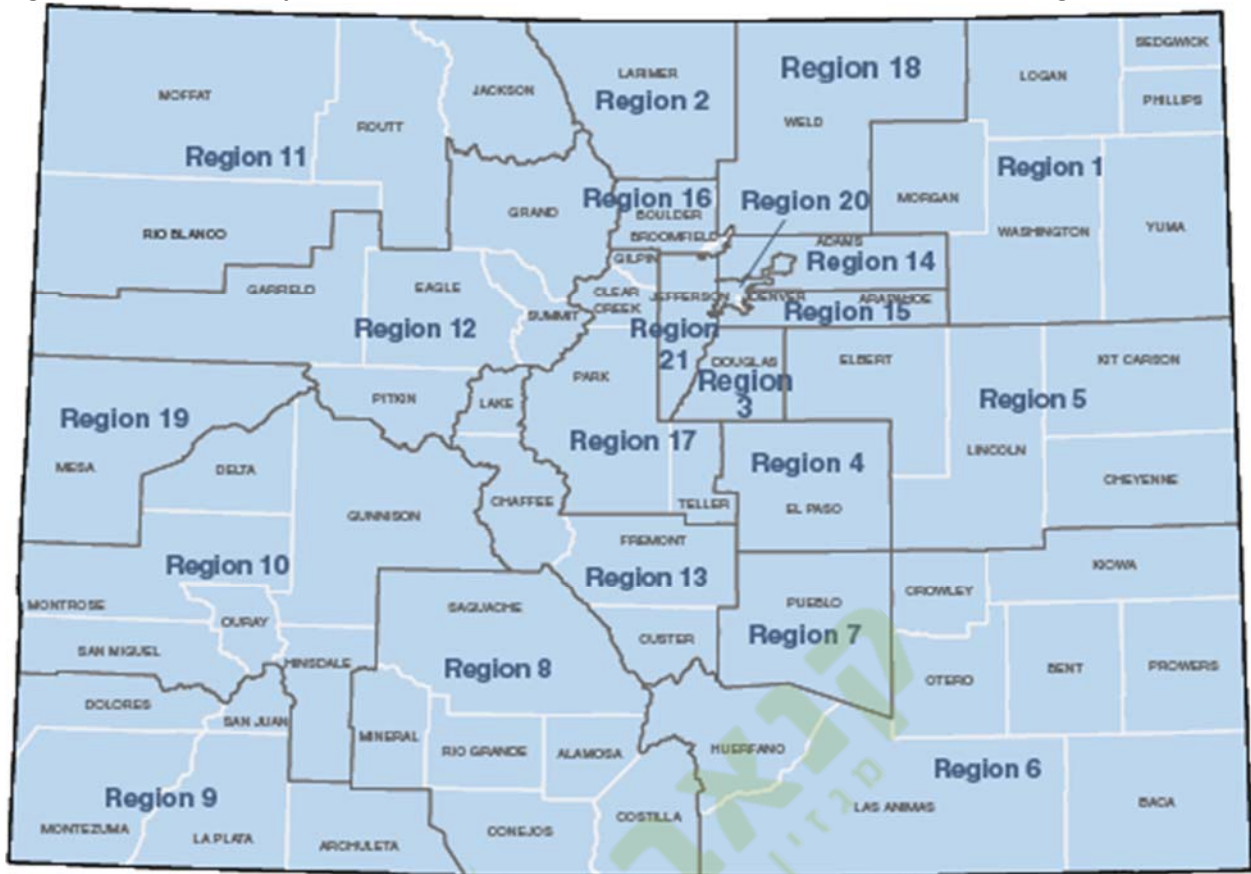 SEDGWICK
LARIMER
Region 18
LOGAN
MOFFAT
JACKSON
Region 2
PHILLIPS
ROUTT
WELD
Region 11
Region 1
Region 16
Region 20
MORGAN
GRAND
BOULDER
RIO BLANCO
BROOMFIELD
ADAMS
WASHINGTON
YUMA
GILPIN
Region 14
GARFIELD
EAGLE
CLEAR
CREEK
JEFFERSON
DENVER
ARAPAHOE
SUMMIT
Region 15
Region 12
Region
21
DOUGLAS
ELBERT
KIT CARSON
PARK
Region
3
PITKIN
LAKE
Region 5
Region 19
Region 17
LINCOLN
MESA
DELTA
Region 4
CHEYENNE
CHAFFEE
TELLER
GUNNISON
EL PASO
FREMONT
Region 10
Region 13
KIOWA
CROWLEY
MONTROSE
SAGUACHE
PUEBLO
OURAY
Region 7
CUSTER
SAN MIGUEL
HINSDALE
Region 8
BENT
PROWERS
OTERO
DOLORES
SAN JUAN
MINERAL
RIO GRANDE
ALAMOSA
HUERFANO
Region 6
Region 9
LAS ANIMAS
BACA
COSTILLA
MONTEZUMA
LA PLATA
CONEJOS
ARCHULETA